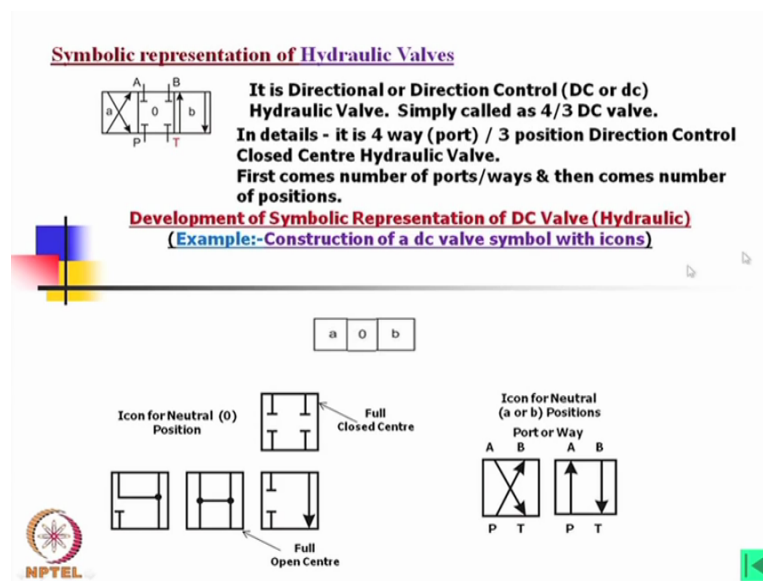 Symbolic representation of Hydraulic Valves
A B
a 0 b
P T
It is Directional or Direction Control (DC or dc)
Hydraulic Valve. Simply called as 4/3 DC valve.
In details - it is 4 way (port) / 3 position Direction Control
Closed Centre Hydraulic Valve.
First comes number of ports/ways & then comes number
of positions.
Development of Symbolic Representation of DC Valve (Hydraulic)
(Example:-Construction of a dc valve symbol with icons)
a 0 b
Icon for Neutral (0)
Position
Full
Closed Centre
Full
Open Centre
Icon for Neutral
(a or b) Positions
Port or Way
A B A B
P T P T
NPTEL